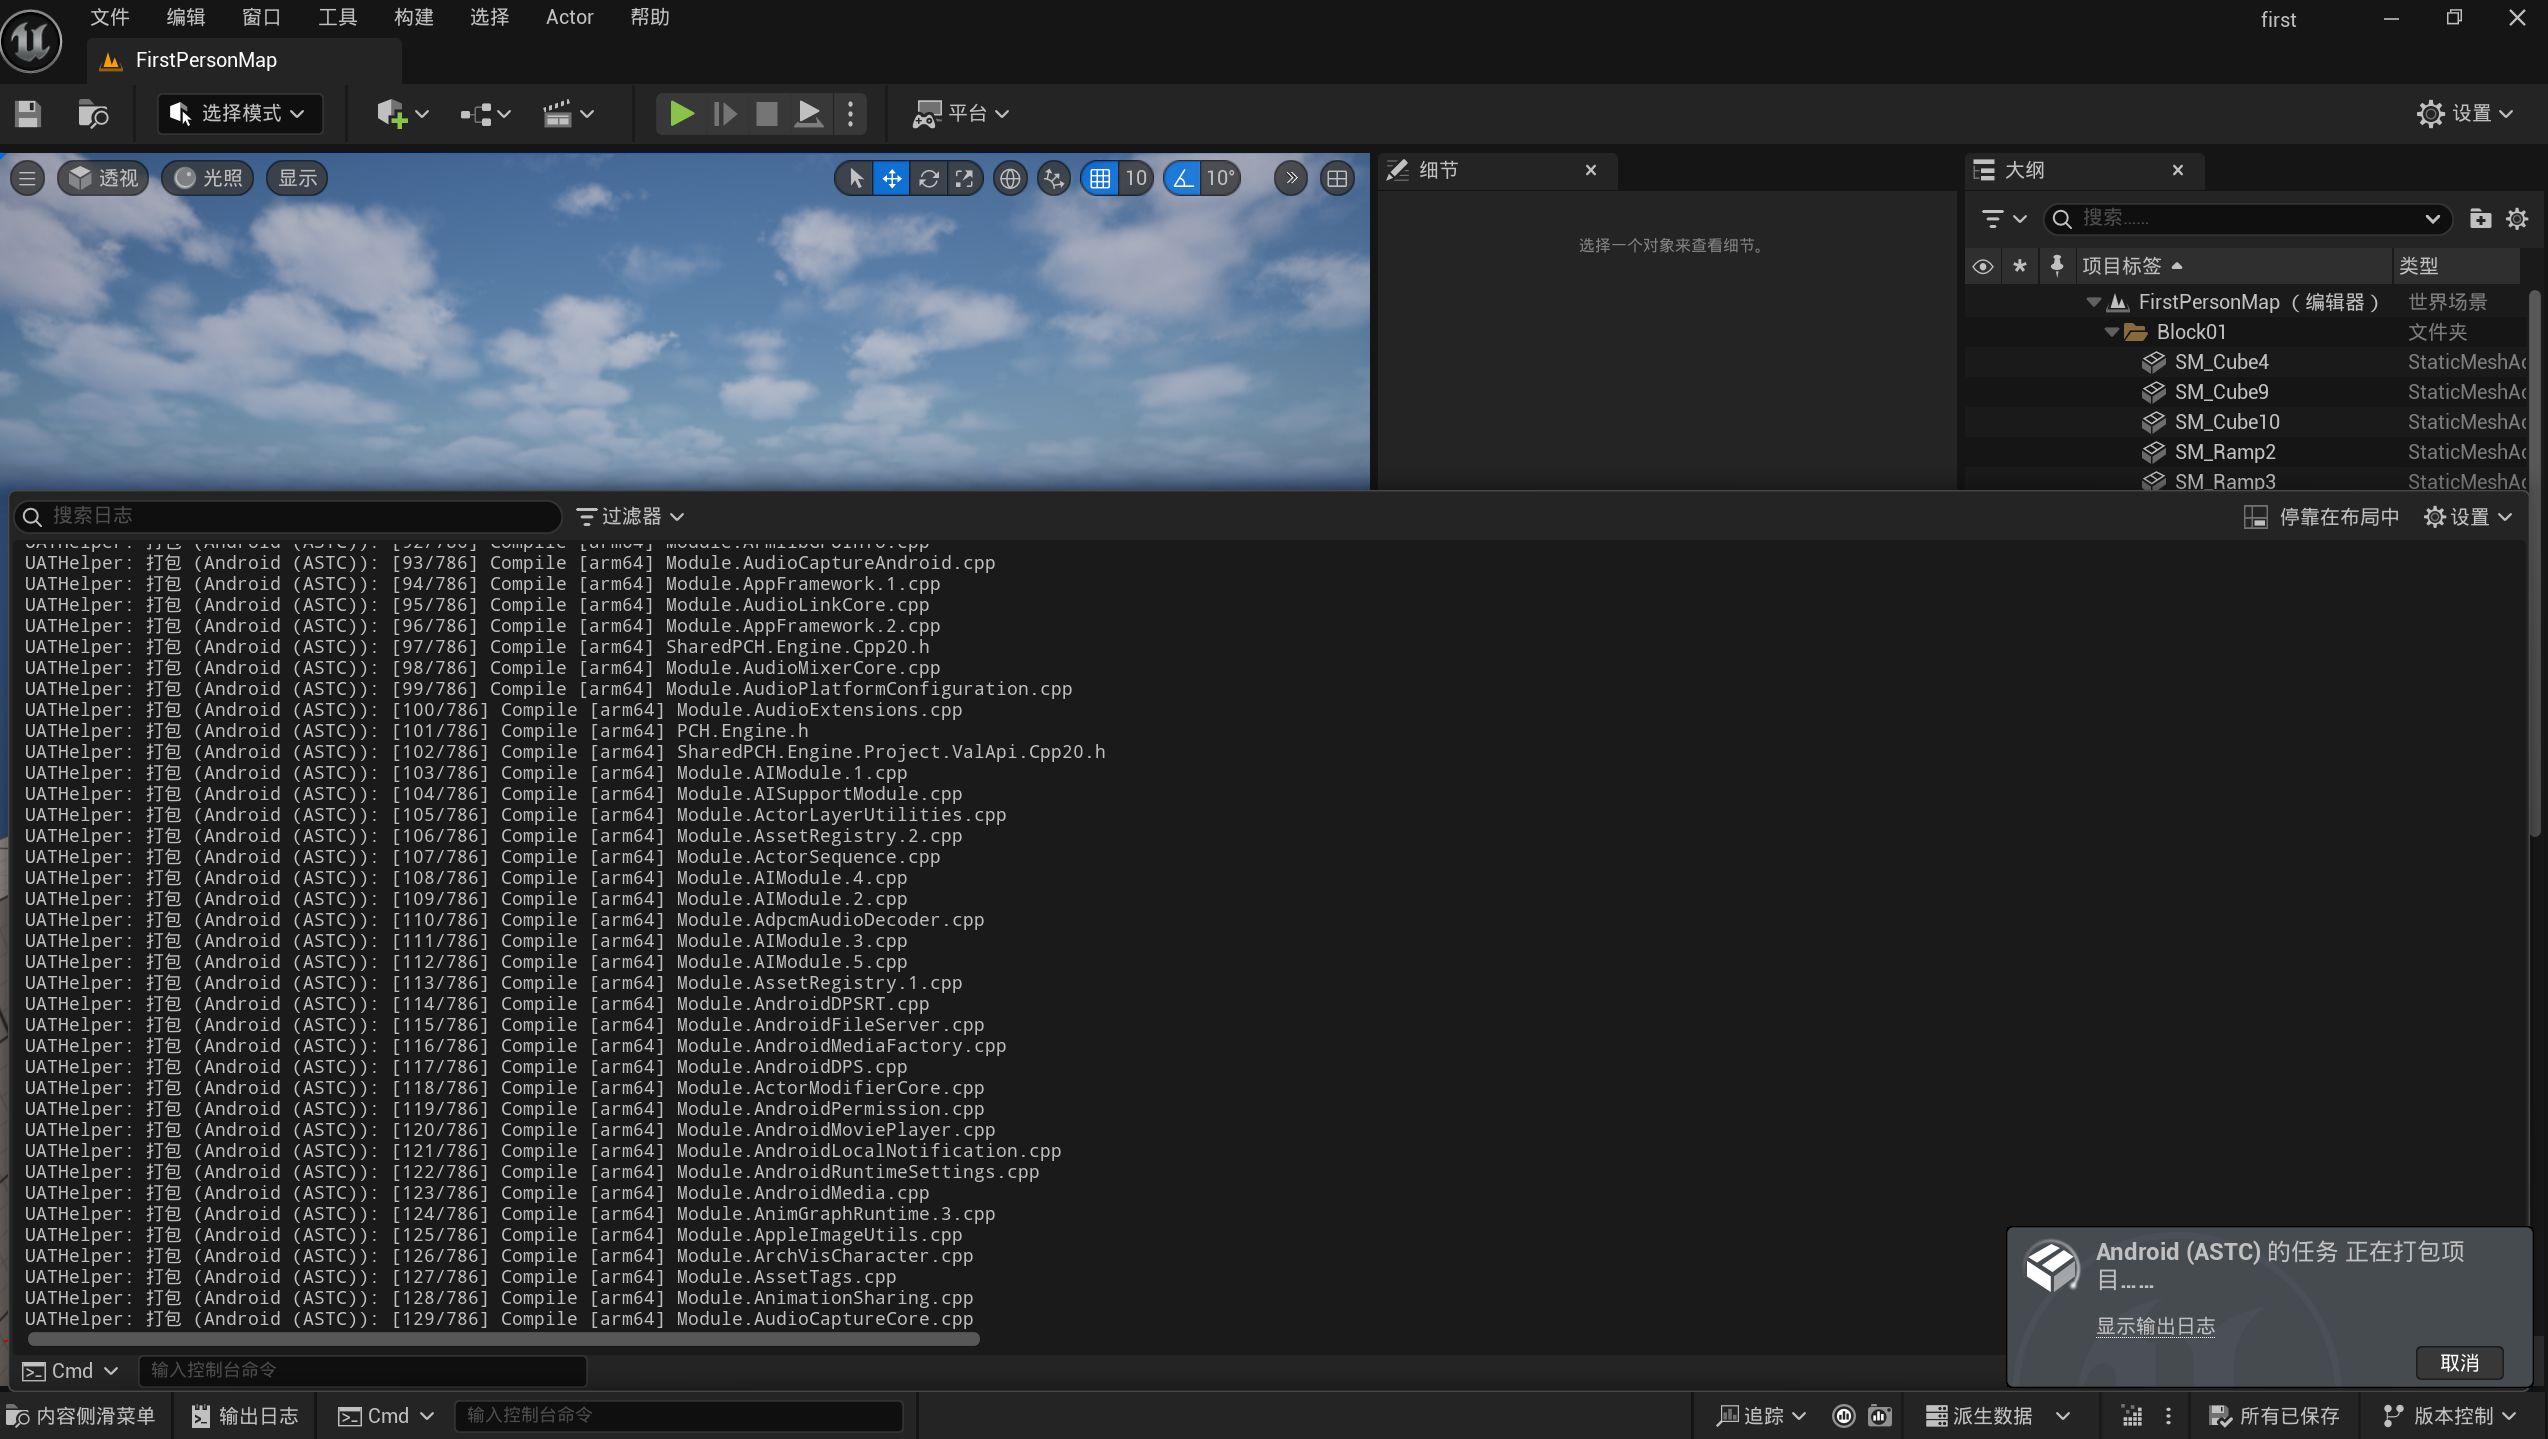 文件 编辑 窗口 工具 构建 选择 Actor 帮助 first
FirstPersonMap
选择模式 平台 设置
透视 光照 显示 10 10° 细节 大纲
搜索......
选择一个对象来查看细节。
项目标签 类型
FirstPersonMap（编辑器） 世界场景
Block01 文件夹
SM_Cube4 StaticMeshAc
SM_Cube9 StaticMeshAc
SM_Cube10 StaticMeshAc
SM_Ramp2 StaticMeshAc
SM_Ramp3 StaticMeshAc
搜索日志 过滤器 停靠在布局中 设置
UATHelper: 打包 (Android (ASTC)): [92/786] Compile [arm64] Module.ArmlibGPUInfo.cpp
UATHelper: 打包 (Android (ASTC)): [93/786] Compile [arm64] Module.AudioCaptureAndroid.cpp
UATHelper: 打包 (Android (ASTC)): [94/786] Compile [arm64] Module.AppFramework.1.cpp
UATHelper: 打包 (Android (ASTC)): [95/786] Compile [arm64] Module.AudioLinkCore.cpp
UATHelper: 打包 (Android (ASTC)): [96/786] Compile [arm64] Module.AppFramework.2.cpp
UATHelper: 打包 (Android (ASTC)): [97/786] Compile [arm64] SharedPCH.Engine.Cpp20.h
UATHelper: 打包 (Android (ASTC)): [98/786] Compile [arm64] Module.AudioMixerCore.cpp
UATHelper: 打包 (Android (ASTC)): [99/786] Compile [arm64] Module.AudioPlatformConfiguration.cpp
UATHelper: 打包 (Android (ASTC)): [100/786] Compile [arm64] Module.AudioExtensions.cpp
UATHelper: 打包 (Android (ASTC)): [101/786] Compile [arm64] PCH.Engine.h
UATHelper: 打包 (Android (ASTC)): [102/786] Compile [arm64] SharedPCH.Engine.Project.ValApi.Cpp20.h
UATHelper: 打包 (Android (ASTC)): [103/786] Compile [arm64] Module.AIModule.1.cpp
UATHelper: 打包 (Android (ASTC)): [104/786] Compile [arm64] Module.AISupportModule.cpp
UATHelper: 打包 (Android (ASTC)): [105/786] Compile [arm64] Module.ActorLayerUtilities.cpp
UATHelper: 打包 (Android (ASTC)): [106/786] Compile [arm64] Module.AssetRegistry.2.cpp
UATHelper: 打包 (Android (ASTC)): [107/786] Compile [arm64] Module.ActorSequence.cpp
UATHelper: 打包 (Android (ASTC)): [108/786] Compile [arm64] Module.AIModule.4.cpp
UATHelper: 打包 (Android (ASTC)): [109/786] Compile [arm64] Module.AIModule.2.cpp
UATHelper: 打包 (Android (ASTC)): [110/786] Compile [arm64] Module.AdpcmAudioDecoder.cpp
UATHelper: 打包 (Android (ASTC)): [111/786] Compile [arm64] Module.AIModule.3.cpp
UATHelper: 打包 (Android (ASTC)): [112/786] Compile [arm64] Module.AIModule.5.cpp
UATHelper: 打包 (Android (ASTC)): [113/786] Compile [arm64] Module.AssetRegistry.1.cpp
UATHelper: 打包 (Android (ASTC)): [114/786] Compile [arm64] Module.AndroidDPSRT.cpp
UATHelper: 打包 (Android (ASTC)): [115/786] Compile [arm64] Module.AndroidFileServer.cpp
UATHelper: 打包 (Android (ASTC)): [116/786] Compile [arm64] Module.AndroidMediaFactory.cpp
UATHelper: 打包 (Android (ASTC)): [117/786] Compile [arm64] Module.AndroidDPS.cpp
UATHelper: 打包 (Android (ASTC)): [118/786] Compile [arm64] Module.ActorModifierCore.cpp
UATHelper: 打包 (Android (ASTC)): [119/786] Compile [arm64] Module.AndroidPermission.cpp
UATHelper: 打包 (Android (ASTC)): [120/786] Compile [arm64] Module.AndroidMoviePlayer.cpp
UATHelper: 打包 (Android (ASTC)): [121/786] Compile [arm64] Module.AndroidLocalNotification.cpp
UATHelper: 打包 (Android (ASTC)): [122/786] Compile [arm64] Module.AndroidRuntimeSettings.cpp
UATHelper: 打包 (Android (ASTC)): [123/786] Compile [arm64] Module.AndroidMedia.cpp
UATHelper: 打包 (Android (ASTC)): [124/786] Compile [arm64] Module.AnimGraphRuntime.3.cpp
UATHelper: 打包 (Android (ASTC)): [125/786] Compile [arm64] Module.AppleImageUtils.cpp
UATHelper: 打包 (Android (ASTC)): [126/786] Compile [arm64] Module.ArchVisCharacter.cpp
UATHelper: 打包 (Android (ASTC)): [127/786] Compile [arm64] Module.AssetTags.cpp
UATHelper: 打包 (Android (ASTC)): [128/786] Compile [arm64] Module.AnimationSharing.cpp
UATHelper: 打包 (Android (ASTC)): [129/786] Compile [arm64] Module.AudioCaptureCore.cpp
Android (ASTC) 的任务 正在打包项
目……
显示输出日志
取消
Cmd 输入控制台命令
内容侧滑菜单 输出日志 Cmd 输入控制台命令 追踪 派生数据 所有已保存 版本控制